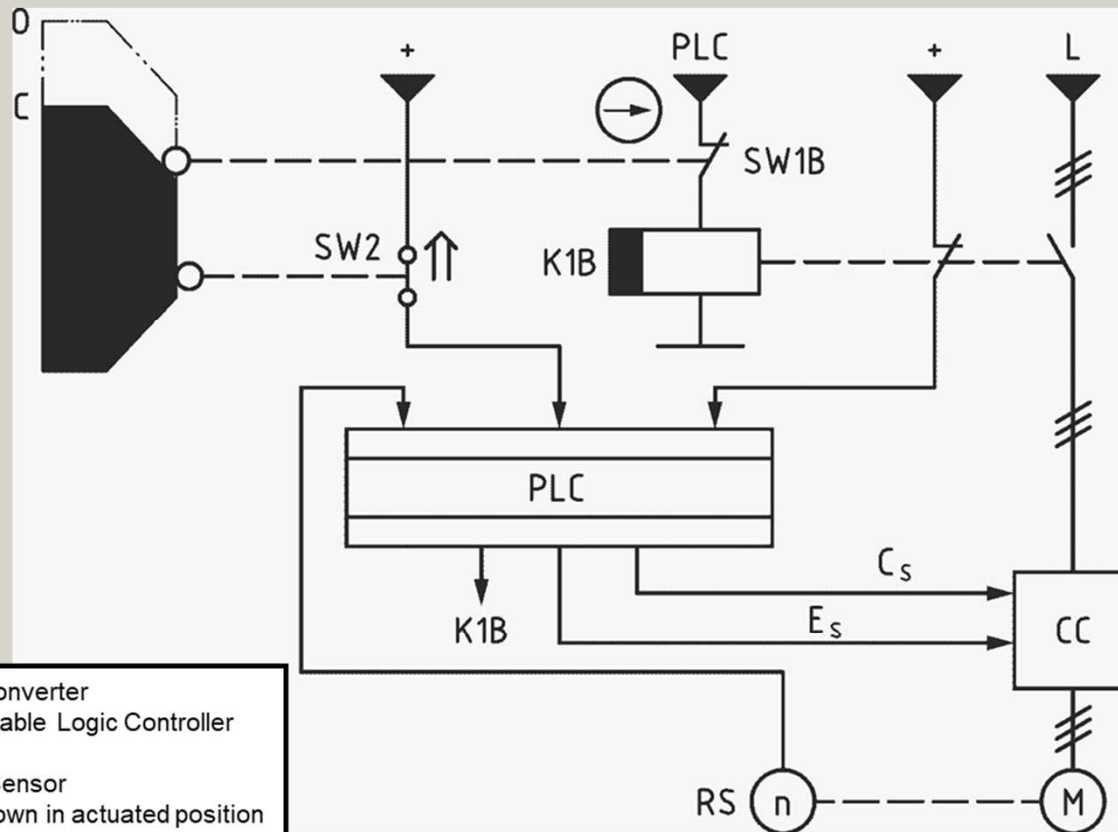 O
C
+
PLC
+
L
SW1B
SW2
K1B
PLC
Cs
Es
K1B
CC
RS
n
M
onverter
able Logic Controller
ensor
own in actuated position